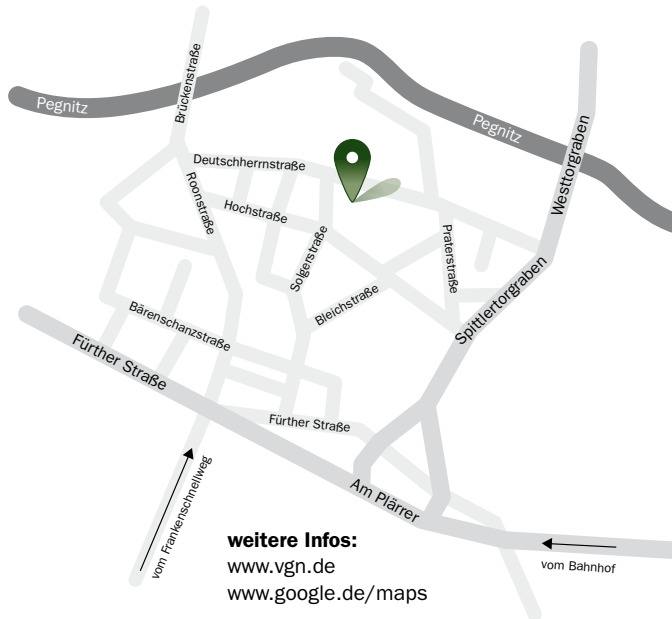 Brückenstraße
Pegnitz
Pegnitz
Westtorgraben
Deutschherrnstraße
Roonstraße
Hochstraße
Solgerstraße
Praterstraße
Bleichstraße
Spittlertorgraben
Bärenschanzstraße
Fürther Straße
Fürther Straße
Am Plärrer
vom Frankenschnellweg
vom Bahnhof
weitere Infos:
www.vgn.de
www.google.de/maps